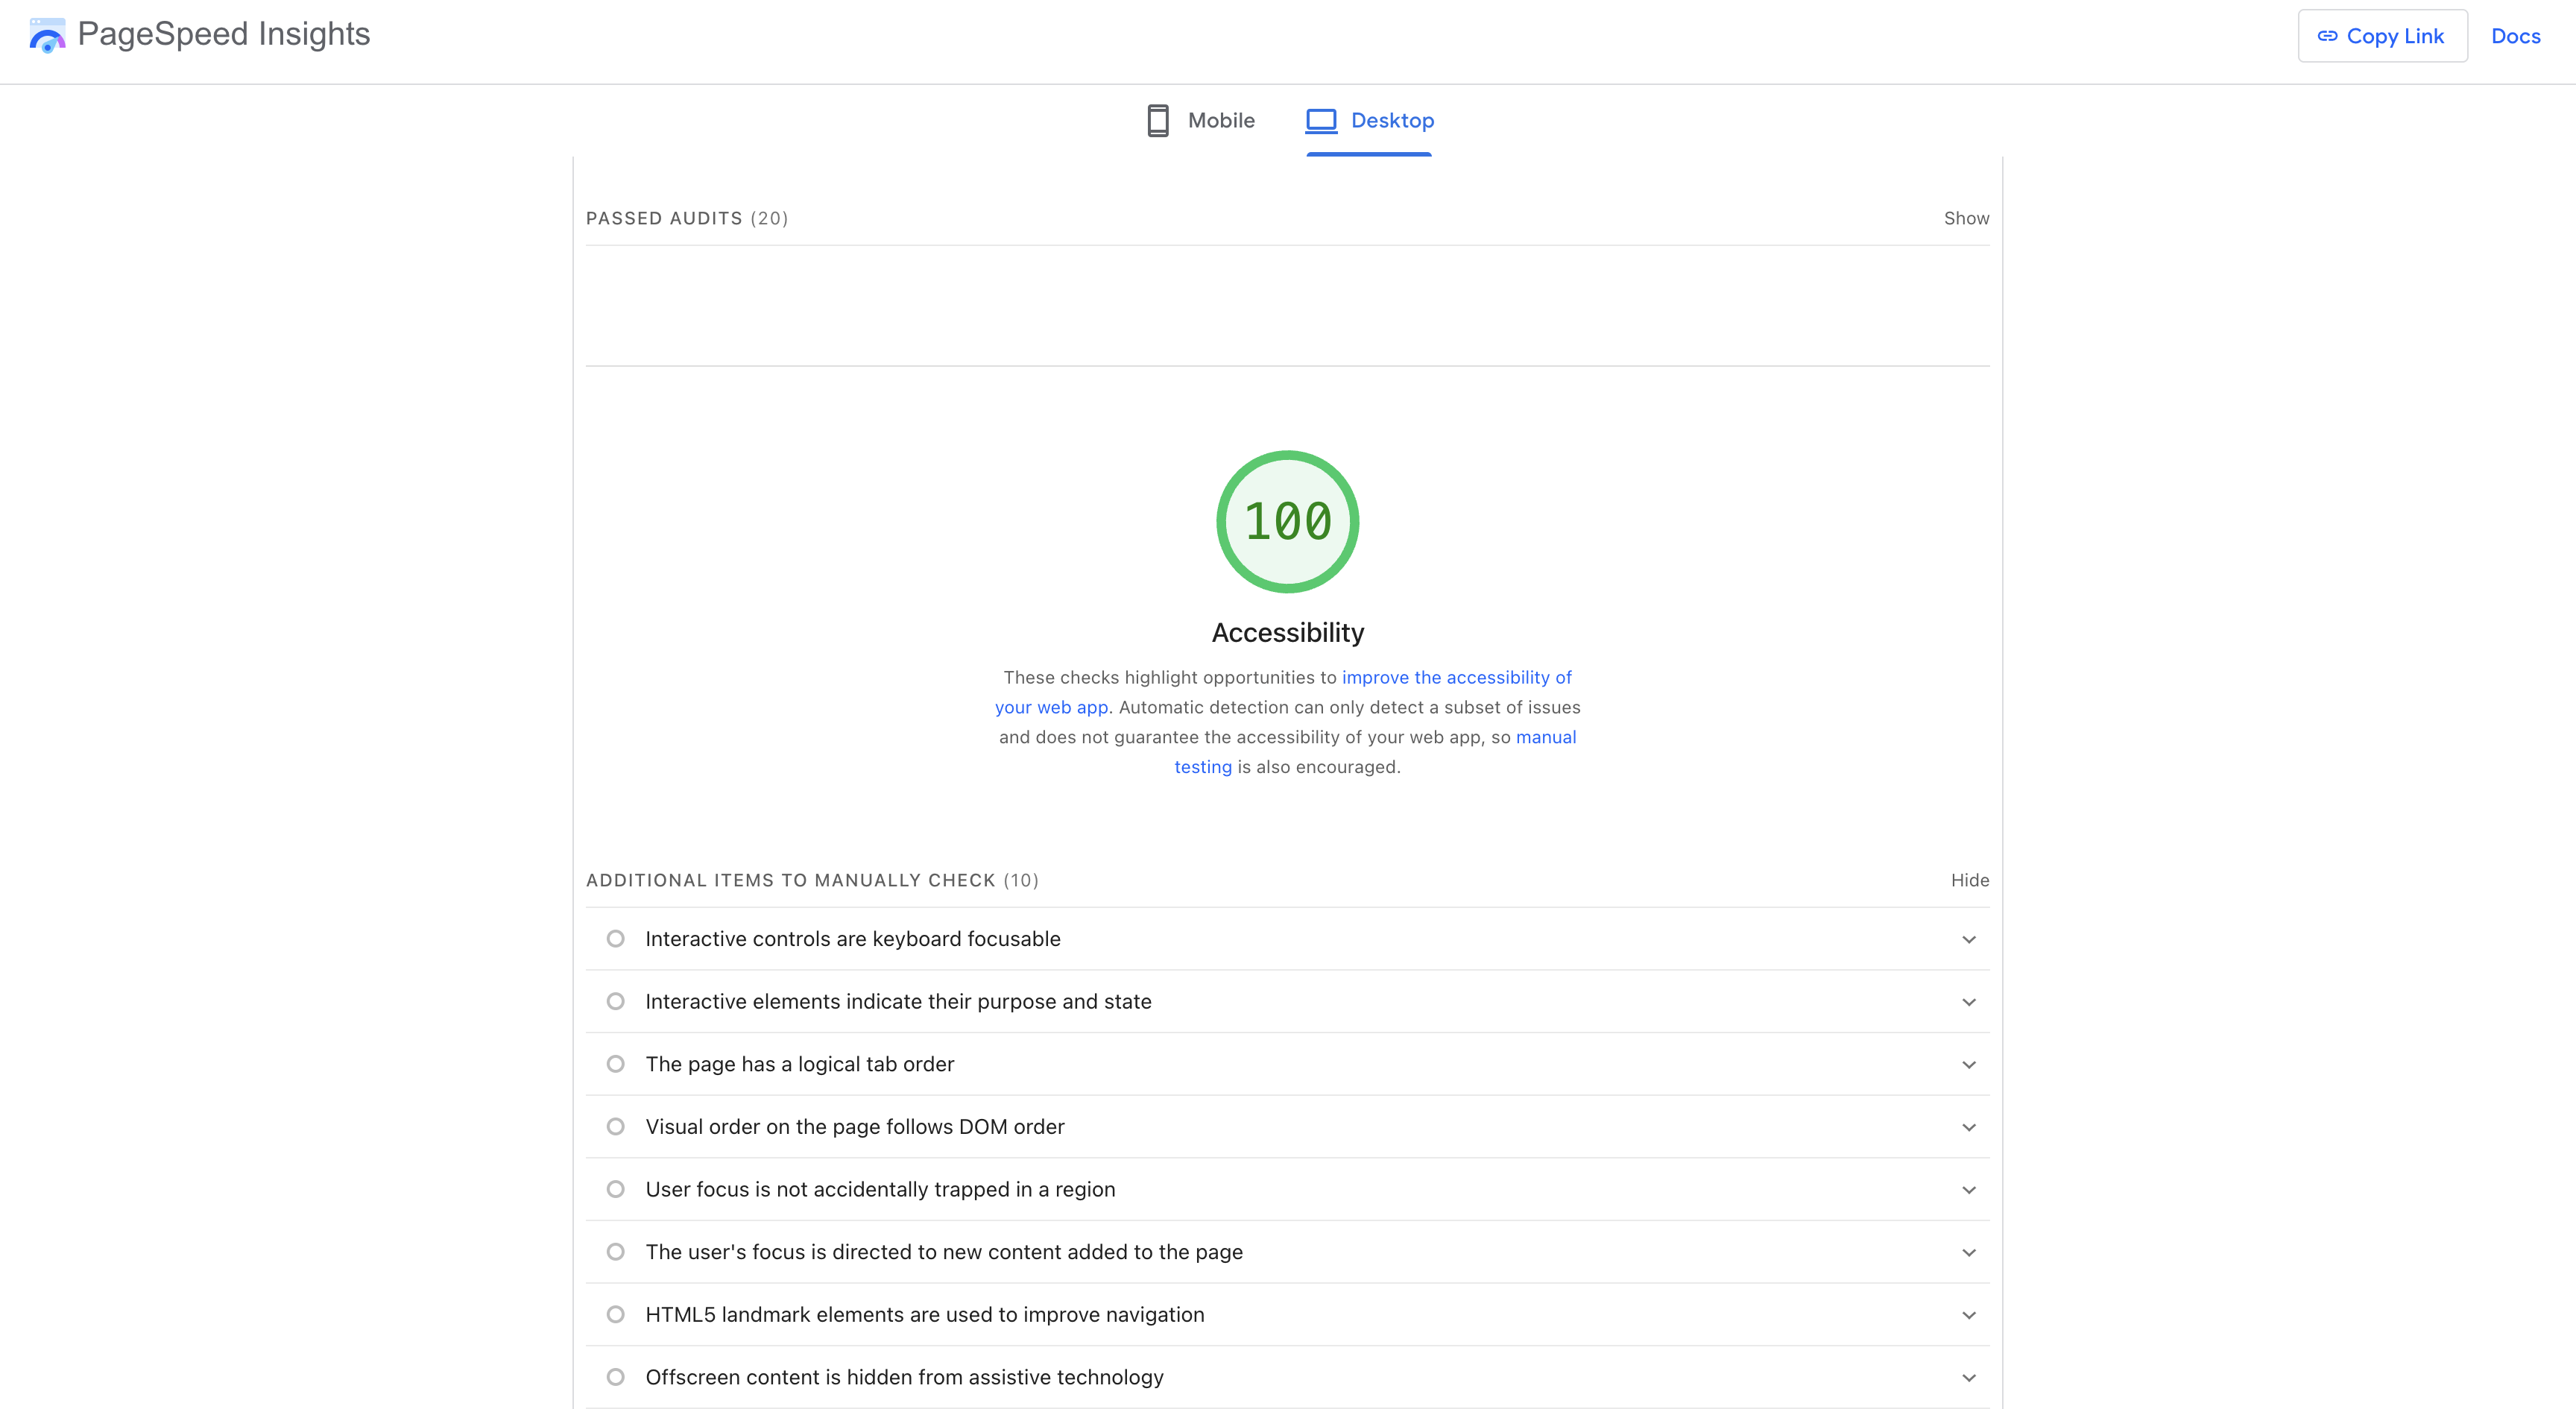 PageSpeed Insights
Copy Link
Docs
Mobile
Desktop
PASSED AUDITS (20)
Show
100
Accessibility
These checks highlight opportunities to improve the accessibility of
your web app. Automatic detection can only detect a subset of issues
and does not guarantee the accessibility of your web app, so manual
testing is also encouraged.
ADDITIONAL ITEMS TO MANUALLY CHECK (10)
Hide
Interactive controls are keyboard focusable
Interactive elements indicate their purpose and state
The page has a logical tab order
Visual order on the page follows DOM order
User focus is not accidentally trapped in a region
The user's focus is directed to new content added to the page
HTML5 landmark elements are used to improve navigation
Offscreen content is hidden from assistive technology